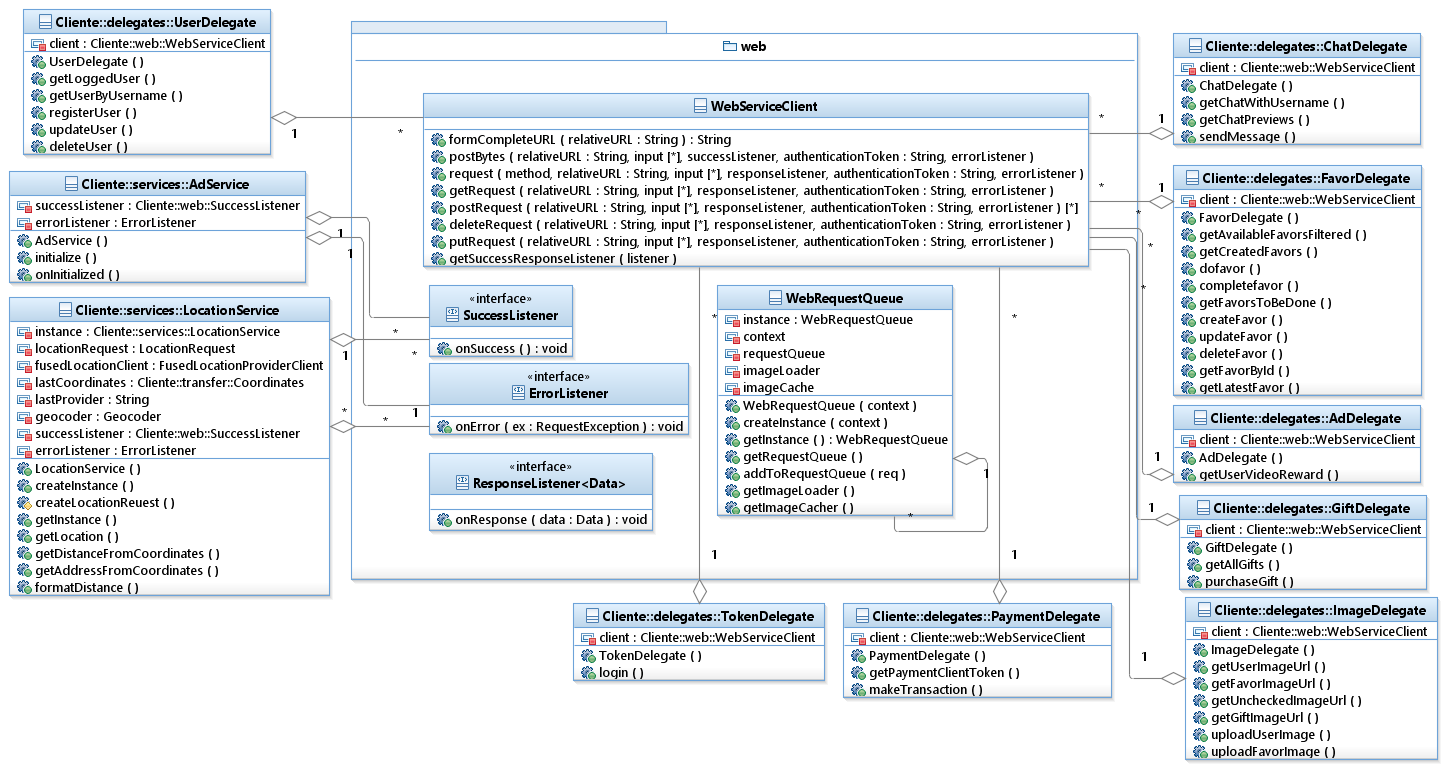 Cliente::delegates::UserDelegate
client : Cliente::web::WebServiceClient
UserDelegate ( )
getLoggedUser ( )
getUserByUsername ( )
registerUser ( )
updateUser ( )
deleteUser ( )
1
*
Cliente::services::AdService
successListener : Cliente::web::SuccessListener
errorListener : ErrorListener
AdService ( )
initialize ( )
onInitialized ( )
1
1
Cliente::services::LocationService
instance : Cliente::services::LocationService
locationRequest : LocationRequest
fusedLocationClient : FusedLocationProviderClient
lastCoordinates : Cliente::transfer::Coordinates
lastProvider : String
geocoder : Geocoder
successListener : Cliente::web::SuccessListener
errorListener : ErrorListener
LocationService ( )
createInstance ( )
createLocationReuest ( )
getInstance ( )
getLocation ( )
getDistanceFromCoordinates ( )
getAddressFromCoordinates ( )
formatDistance ( )
1
*
*
*
1
*
web
WebServiceClient
formCompleteURL ( relativeURL : String ) : String
postBytes ( relativeURL : String, input [*], successListener, authenticationToken : String, errorListener )
request ( method, relativeURL : String, input [*], responseListener, authenticationToken : String, errorListener )
getRequest ( relativeURL : String, input [*], responseListener, authenticationToken : String, errorListener )
postRequest ( relativeURL : String, input [*], responseListener, authenticationToken : String, errorListener ) [*]
deleteRequest ( relativeURL : String, input [*], responseListener, authenticationToken : String, errorListener )
putRequest ( relativeURL : String, input [*], responseListener, authenticationToken : String, errorListener )
getSuccessResponseListener ( listener )
«interface»
SuccessListener
onSuccess ( ) : void
«interface»
ErrorListener
onError ( ex : RequestException ) : void
«interface»
ResponseListener<Data>
onResponse ( data : Data ) : void
WebRequestQueue
instance : WebRequestQueue
context
requestQueue
imageLoader
imageCache
WebRequestQueue ( context )
createInstance ( context )
getInstance ( ) : WebRequestQueue
getRequestQueue ( )
addToRequestQueue ( req )
getImageLoader ( )
getImageCacher ( )
1
*
*
1
*
1
Cliente::delegates::TokenDelegate
client : Cliente::web::WebServiceClient
TokenDelegate ( )
login ( )
Cliente::delegates::PaymentDelegate
client : Cliente::web::WebServiceClient
PaymentDelegate ( )
getPaymentClientToken ( )
makeTransaction ( )
Cliente::delegates::ChatDelegate
client : Cliente::web::WebServiceClient
ChatDelegate ( )
getChatWithUsername ( )
getChatPreviews ( )
sendMessage ( )
*
1
Cliente::delegates::FavorDelegate
client : Cliente::web::WebServiceClient
FavorDelegate ( )
getAvailableFavorsFiltered ( )
getCreatedFavors ( )
dofavor ( )
completefavor ( )
getFavorsToBeDone ( )
createFavor ( )
updateFavor ( )
deleteFavor ( )
getFavorById ( )
getLatestFavor ( )
*
1
*
*
*
Cliente::delegates::AdDelegate
client : Cliente::web::WebServiceClient
AdDelegate ( )
getUserVideoReward ( )
1
Cliente::delegates::GiftDelegate
client : Cliente::web::WebServiceClient
GiftDelegate ( )
getAllGifts ( )
purchaseGift ( )
1
Cliente::delegates::ImageDelegate
client : Cliente::web::WebServiceClient
ImageDelegate ( )
getUserImageUrl ( )
getFavorImageUrl ( )
getUncheckedImageUrl ( )
getGiftImageUrl ( )
uploadUserImage ( )
uploadFavorImage ( )
1